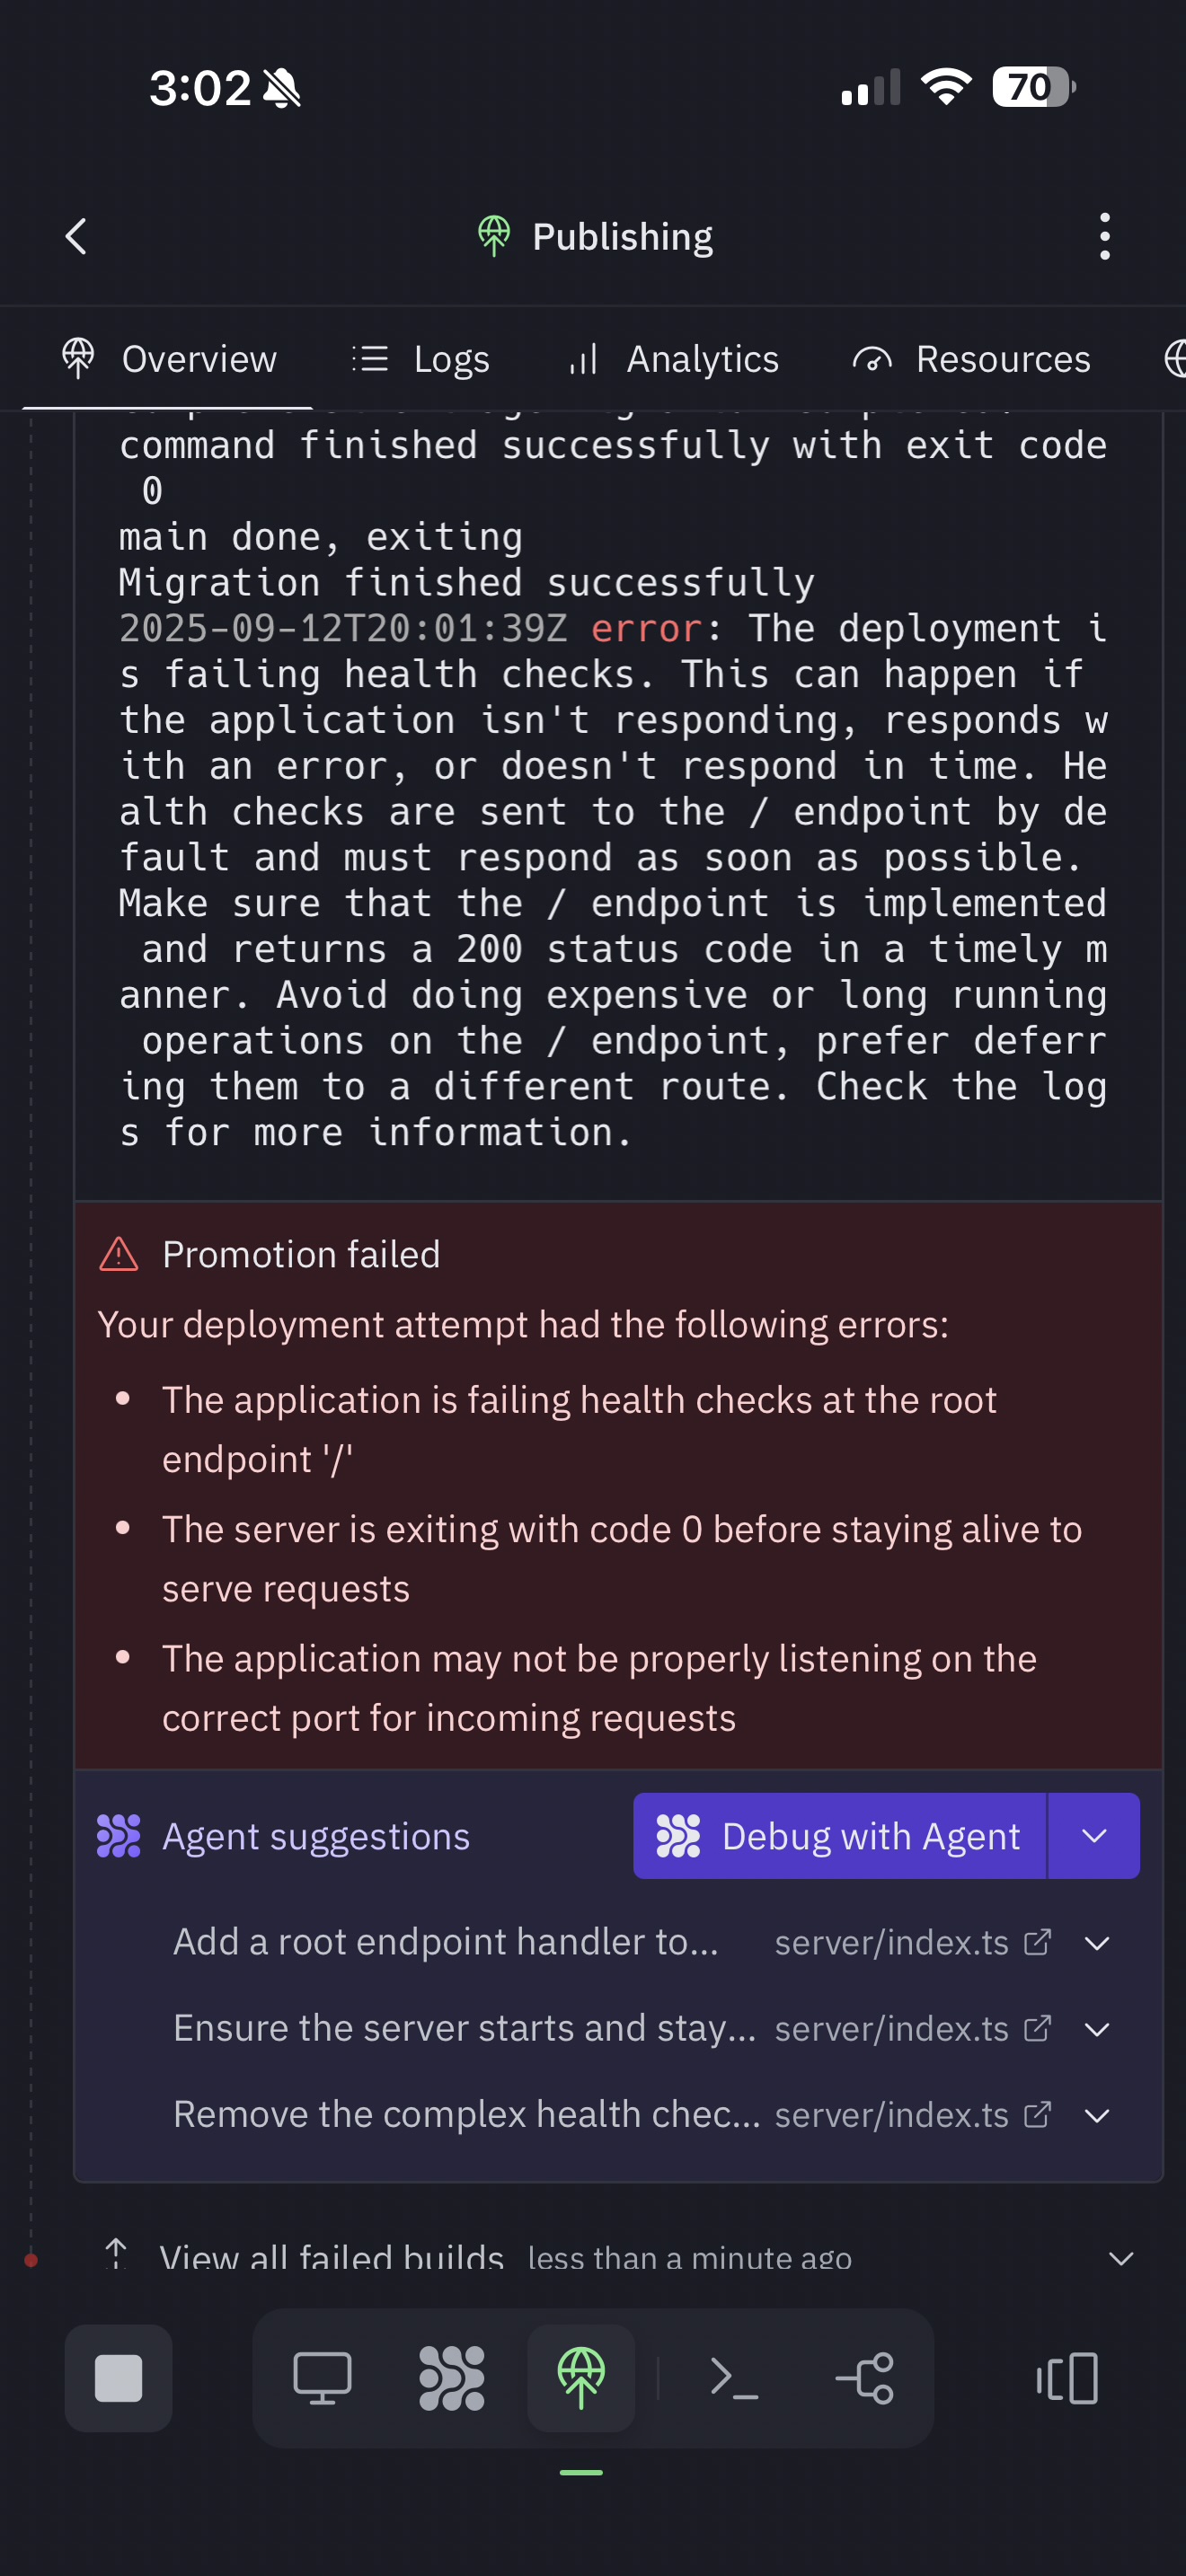 3:02
70
Publishing
Overview
Logs
Analytics
Resources
command finished successfully with exit code
0
main done, exiting
Migration finished successfully
2025-09-12T20:01:39Z error: The deployment i
s failing health checks. This can happen if
the application isn't responding, responds w
ith an error, or doesn't respond in time. He
alth checks are sent to the / endpoint by de
fault and must respond as soon as possible.
Make sure that the / endpoint is implemented
and returns a 200 status code in a timely m
anner. Avoid doing expensive or long running
operations on the / endpoint, prefer deferr
ing them to a different route. Check the log
s for more information.
Promotion failed
Your deployment attempt had the following errors:
• The application is failing health checks at the root
endpoint '/'
• The server is exiting with code 0 before staying alive to
serve requests
• The application may not be properly listening on the
correct port for incoming requests
Agent suggestions
Debug with Agent
Add a root endpoint handler to... server/index.ts
Ensure the server starts and stay... server/index.ts
Remove the complex health chec... server/index.ts
View all failed builds less than a minute ago